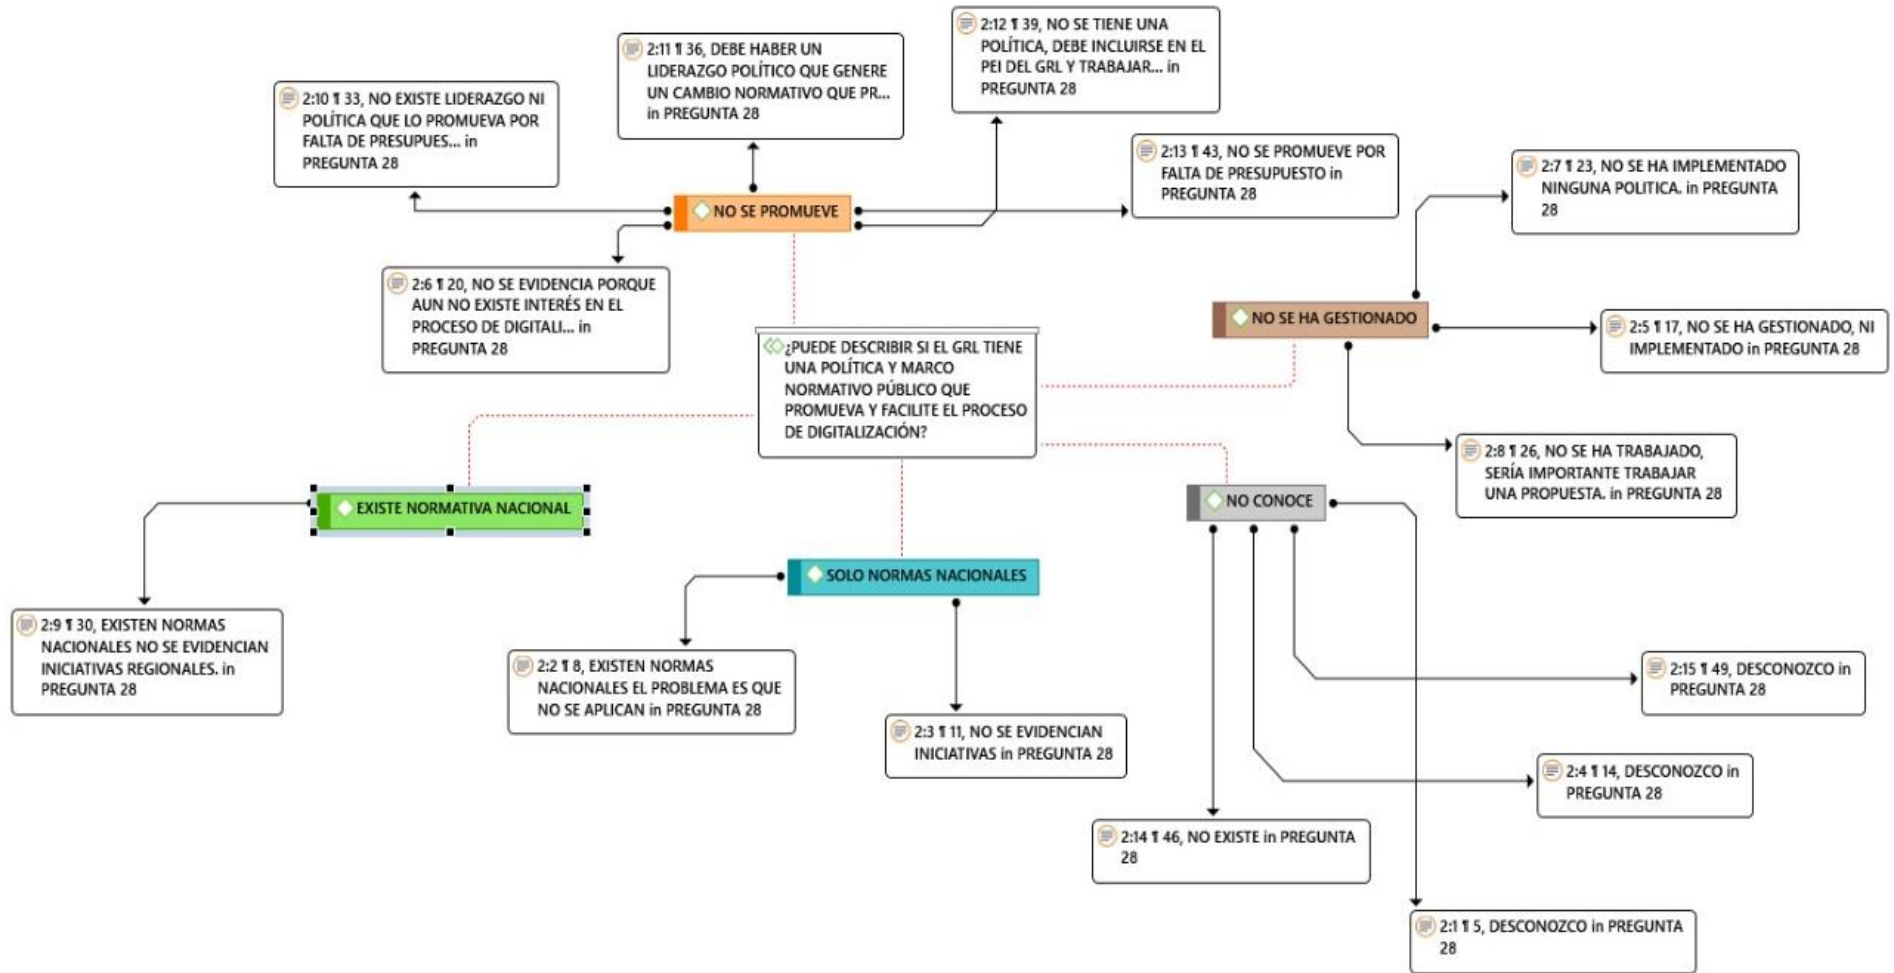 2:12 ¶ 39, NO SE TIENE UNA
POLÍTICA, DEBE INCLUIRSE EN EL
PEI DEL GRL Y TRABAJAR... in
PREGUNTA 28
2:11 ¶ 36, DEBE HABER UN
LIDERAZGO POLÍTICO QUE GENERE
UN CAMBIO NORMATIVO QUE PR...
in PREGUNTA 28
2:10 ¶ 33, NO EXISTE LIDERAZGO NI
POLÍTICA QUE LO PROMUEVA POR
FALTA DE PRESUPUES... in
PREGUNTA 28
2:13 ¶ 43, NO SE PROMUEVE POR
FALTA DE PRESUPUESTO in
PREGUNTA 28
2:7 ¶ 23, NO SE HA IMPLEMENTADO
NINGUNA POLITICA. in PREGUNTA
28
NO SE PROMUEVE
2:6 ¶ 20, NO SE EVIDENCIA PORQUE
AUN NO EXISTE INTERÉS EN EL
PROCESO DE DIGITALI... in
PREGUNTA 28
NO SE HA GESTIONADO
2:5 ¶ 17, NO SE HA GESTIONADO, NI
IMPLEMENTADO in PREGUNTA 28
¿PUEDE DESCRIBIR SI EL GRL TIENE
UNA POLÍTICA Y MARCO
NORMATIVO PÚBLICO QUE
PROMUEVA Y FACILITE EL PROCESO
DE DIGITALIZACIÓN?
2:8 ¶ 26, NO SE HA TRABAJADO,
SERÍA IMPORTANTE TRABAJAR
UNA PROPUESTA. in PREGUNTA 28
EXISTE NORMATIVA NACIONAL
NO CONOCE
SOLO NORMAS NACIONALES
2:9 ¶ 30, EXISTEN NORMAS
NACIONALES NO SE EVIDENCIAN
INICIATIVAS REGIONALES. in
PREGUNTA 28
2:2 ¶ 8, EXISTEN NORMAS
NACIONALES EL PROBLEMA ES QUE
NO SE APLICAN in PREGUNTA 28
2:3 ¶ 11, NO SE EVIDENCIAN
INICIATIVAS in PREGUNTA 28
2:15 ¶ 49, DESCONOZCO in
PREGUNTA 28
2:4 ¶ 14, DESCONOZCO in
PREGUNTA 28
2:14 ¶ 46, NO EXISTE in PREGUNTA
28
2:1 ¶ 5, DESCONOZCO in PREGUNTA
28